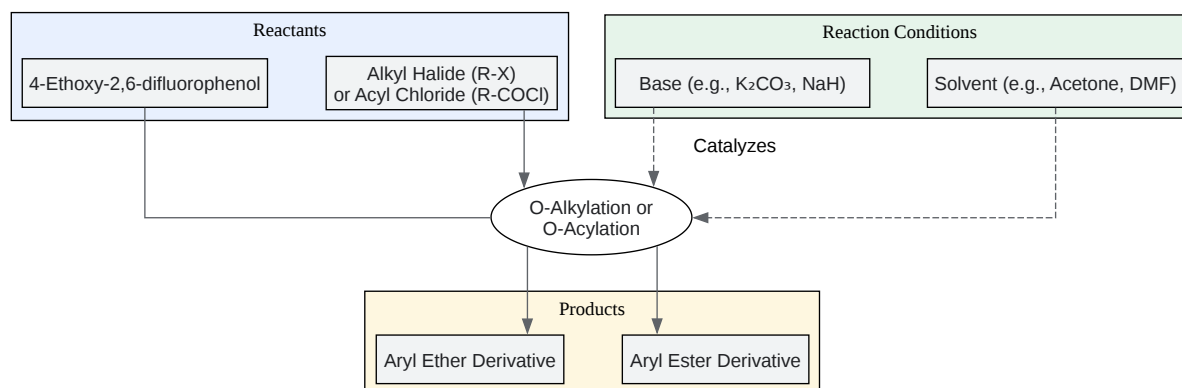 Reactants
Reaction Conditions
4-Ethoxy-2,6-difluorophenol
Alkyl Halide (R-X)
or Acyl Chloride (R-COCl)
Base (e.g., K₂CO₃, NaH)
Solvent (e.g., Acetone, DMF)
Catalyzes
O-Alkylation or
O-Acylation
Products
Aryl Ether Derivative
Aryl Ester Derivative